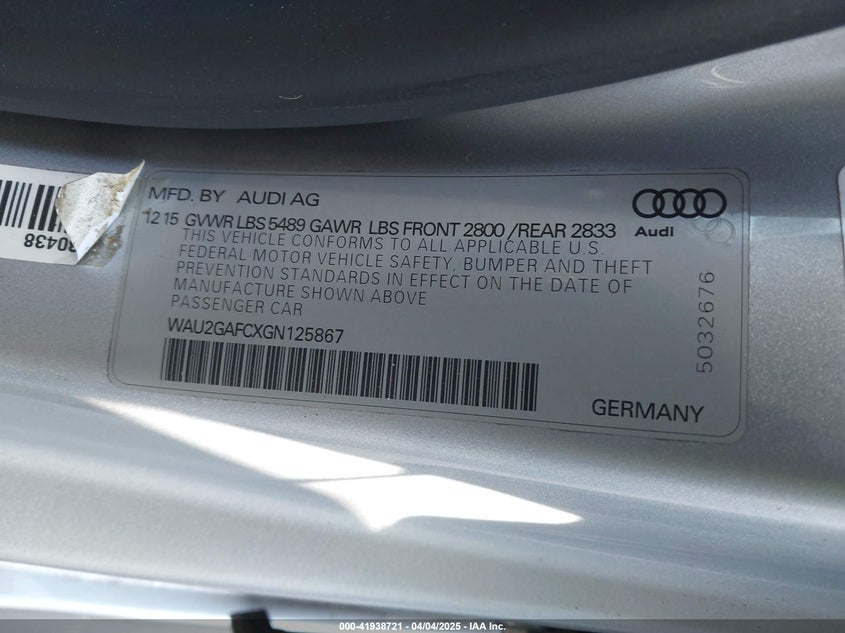 MFD. BY AUDI AG
Audi
12 15 GVWR LBS 5489 GAWR LBS FRONT 2800 /REAR 2833
THIS VEHICLE CONFORMS TO ALL APPLICABLE U.S.
FEDERAL MOTOR VEHICLE SAFETY, BUMPER AND THEFT
PREVENTION STANDARDS IN EFFECT ON THE DATE OF
MANUFACTURE SHOWN ABOVE
PASSENGER CAR
WAU2GAFCXGN125867
GERMANY
5032676
000-41938721 - 04/04/2025 - IAA Inc.